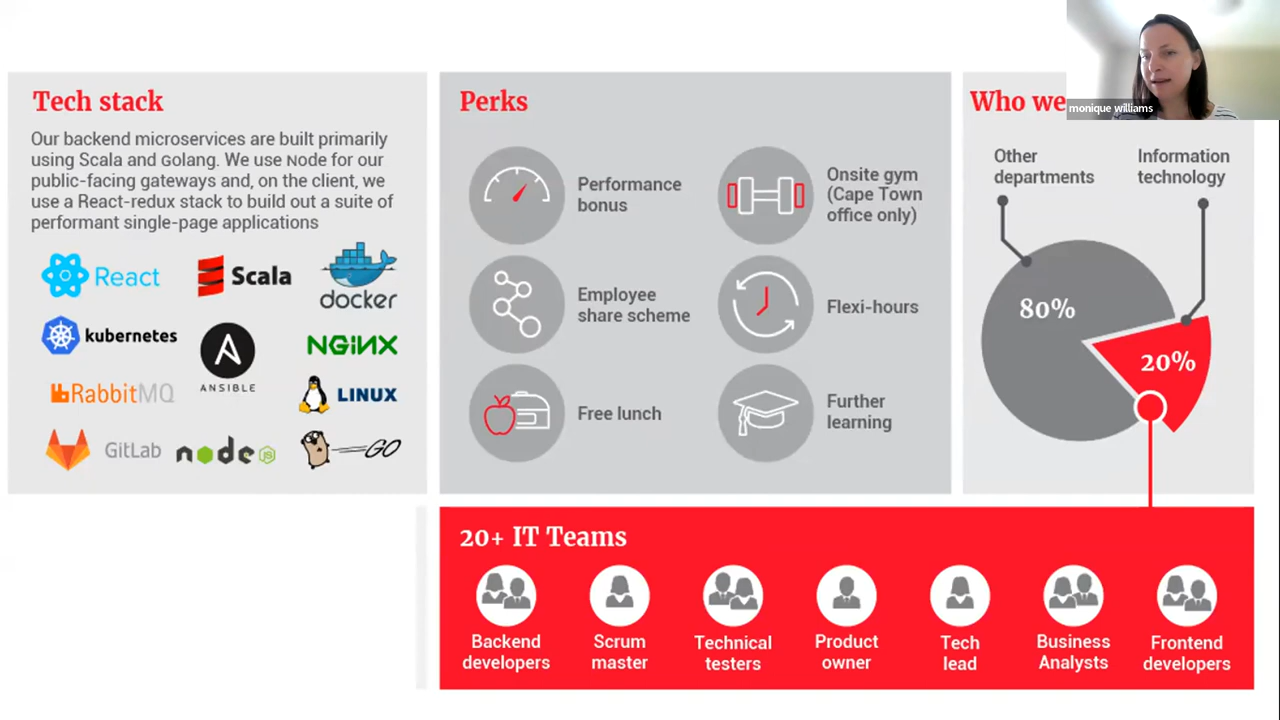 Tech stack
Our backend microservices are built primarily
using Scala and Golang. We use Node for our
public-facing gateways and, on the client, we
use a React-redux stack to build out a suite of
performant single-page applications
React
Scala
docker
kubernetes
ANSIBLE
NGINX
RabbitMQ
LINUX
GitLab
node
JS
GO
Perks
Performance
bonus
Onsite gym
(Cape Town
office only)
Employee
share scheme
Flexi-hours
Free lunch
Further
learning
Who we
monique williams
Other
departments
Information
technology
80%
20%
20+ IT Teams
Backend
developers
Scrum
master
Technical
testers
Product
owner
Tech
lead
Business
Analysts
Frontend
developers